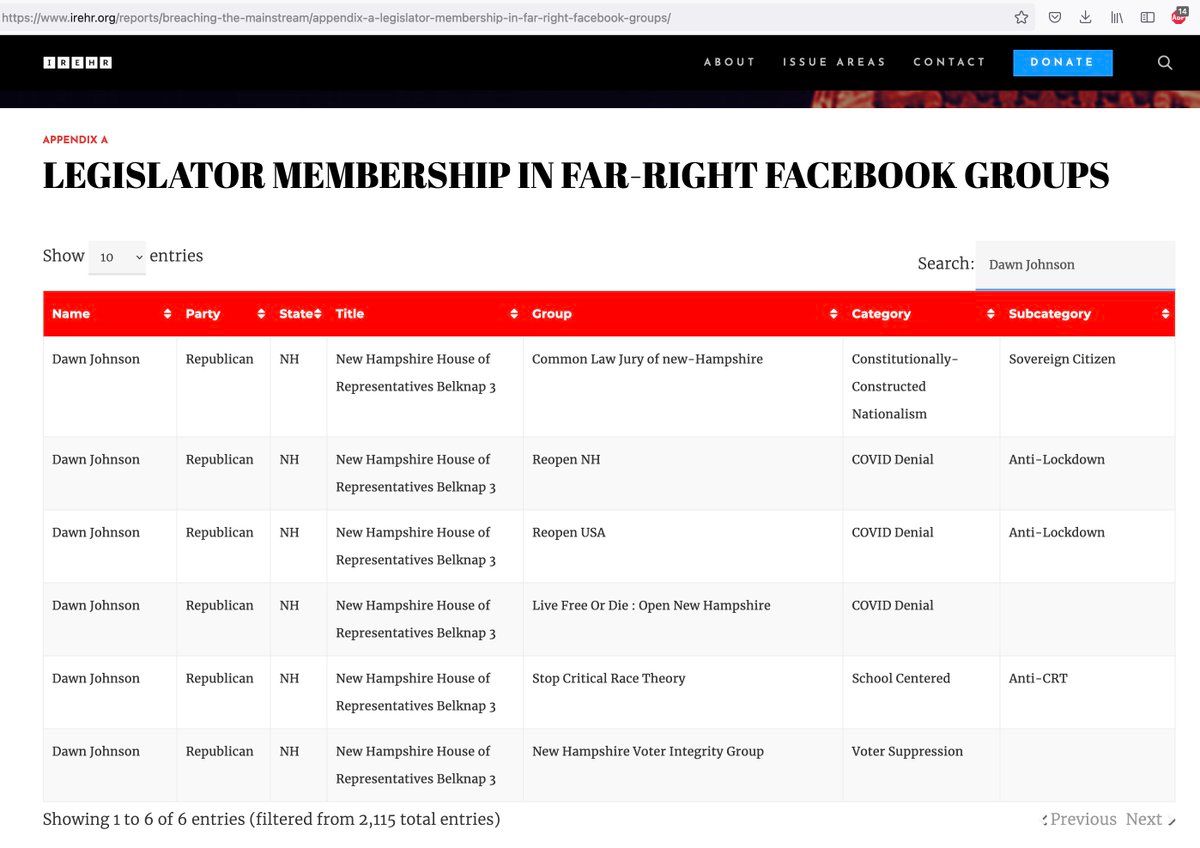 https://www.irehr.org/reports/breaching-the-mainstream/appendix-a-legislator-membership-in-far-right-facebook-groups/
14
IREHR ABOUT ISSUE AREAS CONTACT DONATE
APPENDIX A
LEGISLATOR MEMBERSHIP IN FAR-RIGHT FACEBOOK GROUPS
Show 10 entries Search: Dawn Johnson
Name Party State Title Group Category Subcategory
Dawn Johnson Republican NH New Hampshire House of Common Law Jury of new-Hampshire Constitutionally- Sovereign Citizen
Representatives Belknap 3 Constructed
Nationalism
Dawn Johnson Republican NH New Hampshire House of Reopen NH COVID Denial Anti-Lockdown
Representatives Belknap 3
Dawn Johnson Republican NH New Hampshire House of Reopen USA COVID Denial Anti-Lockdown
Representatives Belknap 3
Dawn Johnson Republican NH New Hampshire House of Live Free Or Die : Open New Hampshire COVID Denial
Representatives Belknap 3
Dawn Johnson Republican NH New Hampshire House of Stop Critical Race Theory School Centered Anti-CRT
Representatives Belknap 3
Dawn Johnson Republican NH New Hampshire House of New Hampshire Voter Integrity Group Voter Suppression
Representatives Belknap 3
Showing 1 to 6 of 6 entries (filtered from 2,115 total entries) Previous Next